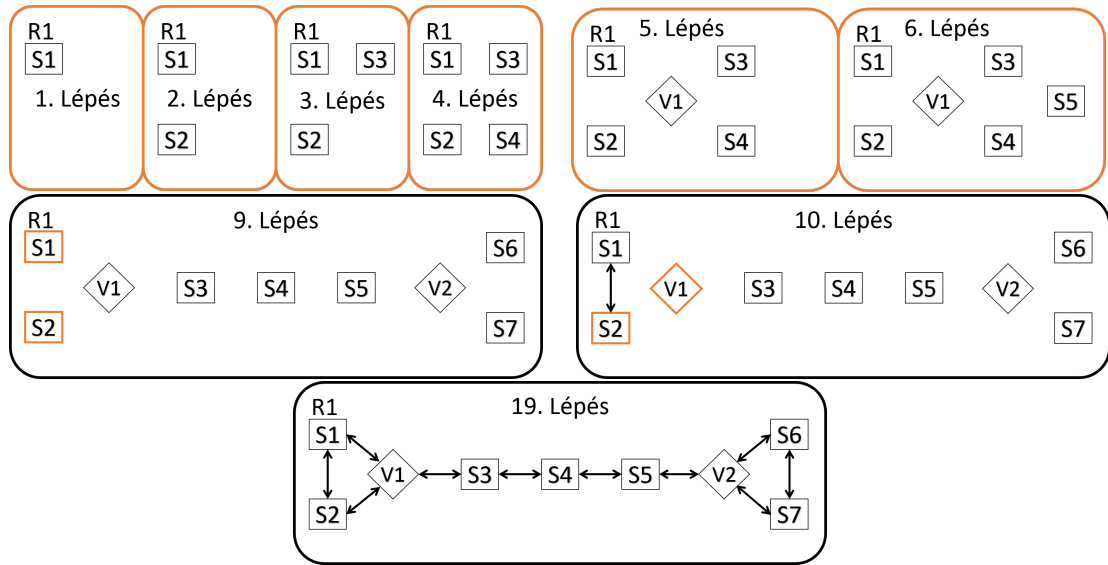 R1
S1
1. Lépés
R1
S1
2. Lépés
S2
R1
S1 S3
3. Lépés
S2
R1
S1 S3
4. Lépés
S2 S4
R1 5. Lépés
S1 S3
V1
S2 S4
R1 6. Lépés
S1 S3
V1 S5
S2 S4
R1 9. Lépés
S1 S6
V1 S3 S4 S5 V2
S2 S7
R1 10. Lépés
S1 S6
V1 S3 S4 S5 V2
S2 S7
R1 19. Lépés
S1 S6
V1 S3 S4 S5 V2
S2 S7